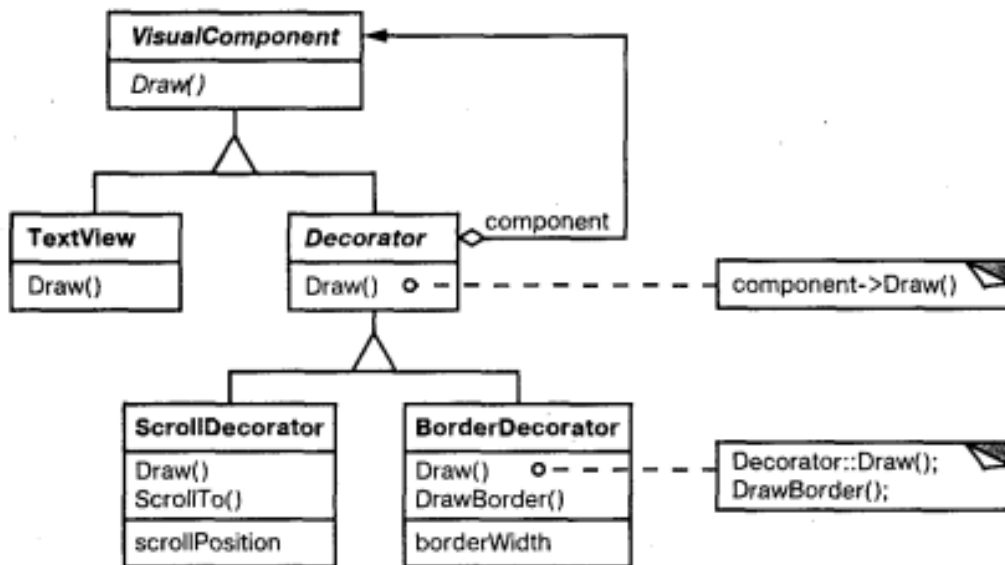 VisualComponent
Draw()
TextView
Draw()
Decorator
Draw()
component
component->Draw()
ScrollDecorator
Draw()
ScrollTo()
scrollPosition
BorderDecorator
Draw()
DrawBorder()
borderWidth
Decorator::Draw();
DrawBorder();